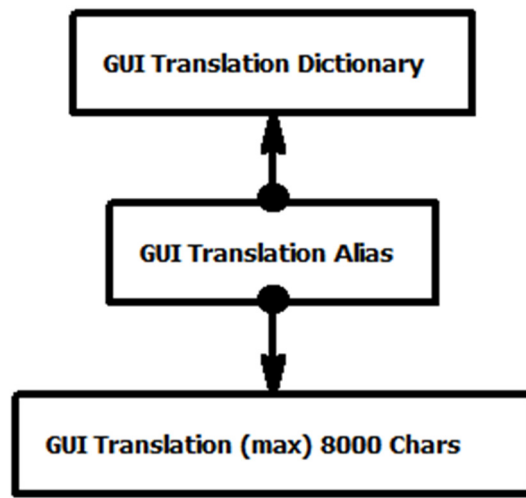 GUI Translation Dictionary
GUI Translation Alias
GUI Translation (max) 8000 Chars